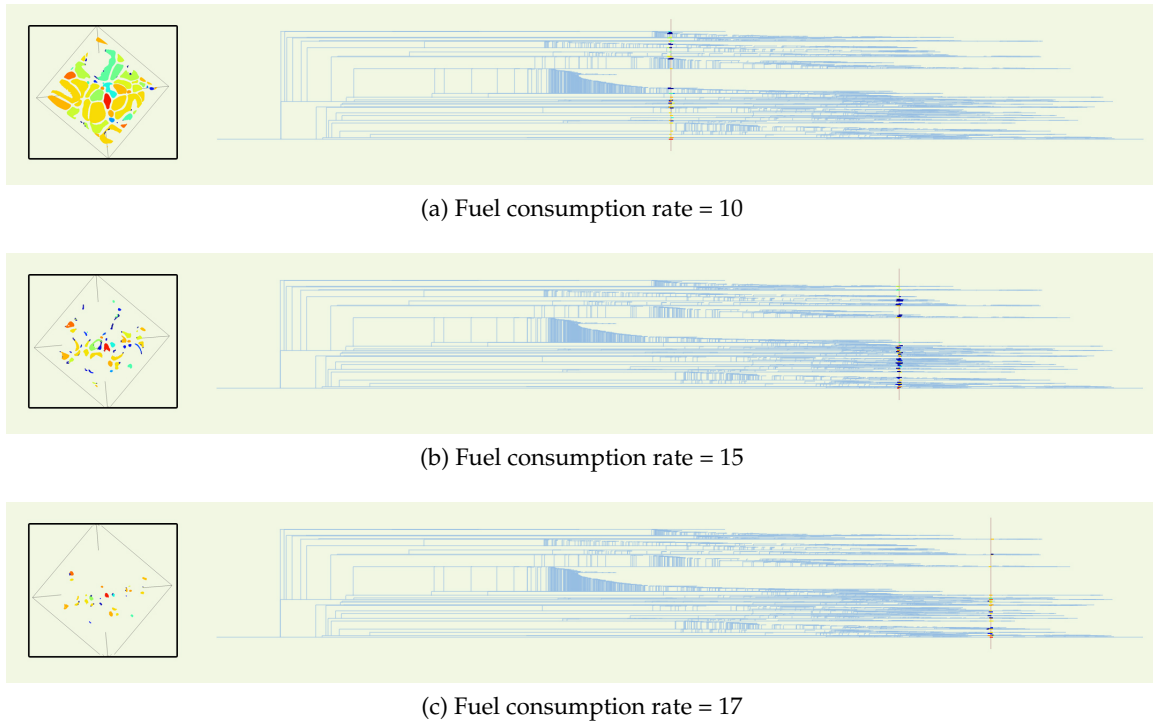 (a) Fuel consumption rate = 10
(b) Fuel consumption rate = 15
(c) Fuel consumption rate = 17